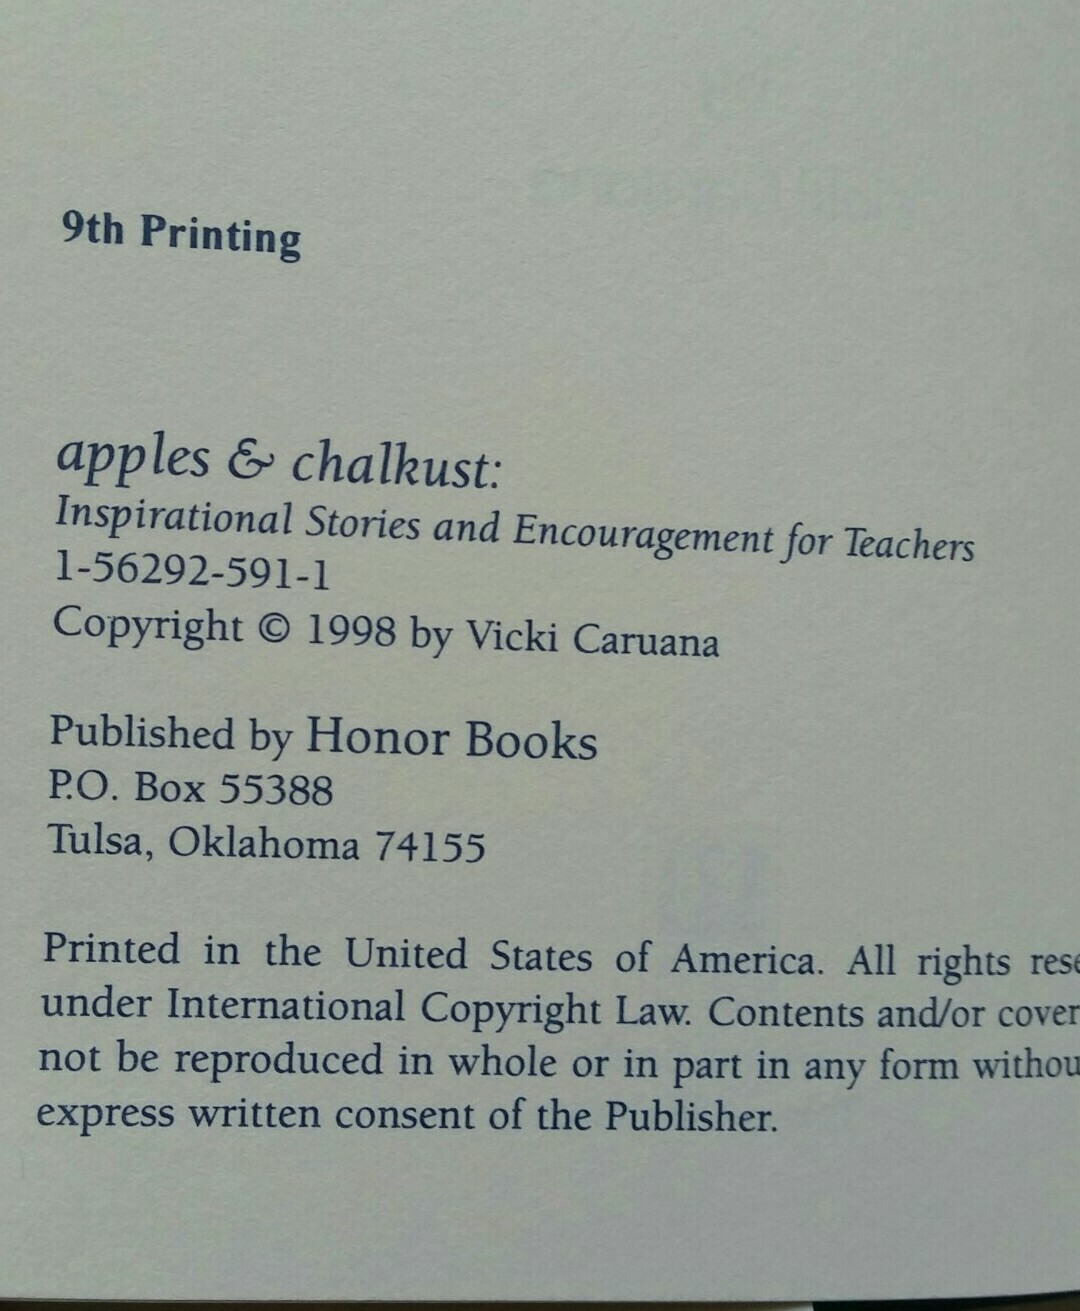 9th Printing
apples & chalkust:
Inspirational Stories and Encouragement for Teachers
1-56292-591-1
Copyright © 1998 by Vicki Caruana
Published by Honor Books
P.O. Box 55388
Tulsa, Oklahoma 74155
Printed in the United States of America. All rights rese
under International Copyright Law. Contents and/or cover
not be reproduced in whole or in part in any form withou
express written consent of the Publisher.